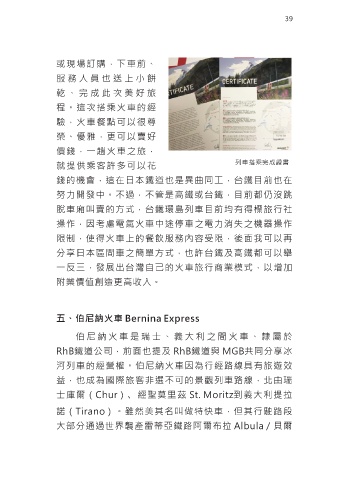 39
或現場訂購，下車前、
服務人員也送上小餅
乾、完成此次美好旅
程。這次搭乘火車的經
驗，火車餐點可以很尊
榮、優雅，更可以賣好
價錢，一趟火車之旅，
就提供乘客許多可以花
CERTIFICATE
CERTIFICATE
列車搭乘完成證書
錢的機會，這在日本鐵道也是異曲同工，台鐵目前也在
努力開發中。不過，不管是高鐵或台鐵，目前都仍沒跳
脫車廂叫賣的方式，台鐵環島列車目前均有得標旅行社
操作，因考慮電氣火車中途停車之電力消失之機器操作
限制，使得火車上的餐飲服務內容受限，後面我可以再
分享日本區間車之簡單方式，也許台鐵及高鐵都可以舉
一反三，發展出台灣自己的火車旅行商業模式，以增加
附業價值創造更高收入。
五、伯尼納火車 Bernina Express
伯尼納火車是瑞士、義大利之間火車、隸屬於
RhB鐵道公司，前面也提及 RhB鐵道與 MGB共同分享冰
河列車的經營權。伯尼納火車因為行經路線具有旅遊效
益，也成為國際旅客非選不可的景觀列車路線，北由瑞
士庫爾（Chur）、經聖莫里茲 St. Moritz到義大利提拉
諾（Tirano）。雖然美其名叫做特快車，但其行駛路段
大部分通過世界襲產雷蒂亞鐵路阿爾布拉 Albula / 貝爾